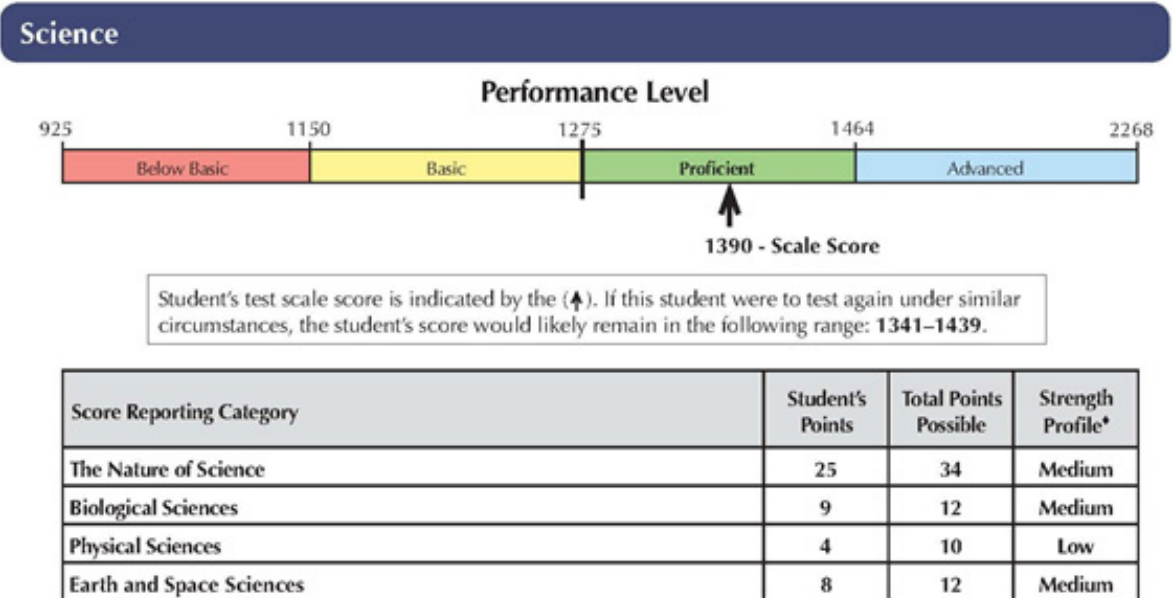 Science
Performance Level
925 1150 1275 1464 2268
Below Basic Basic Proficient Advanced
1390 - Scale Score
Student's test scale score is indicated by the (↑). If this student were to test again under similar
circumstances, the student's score would likely remain in the following range: 1341–1439.
Score Reporting Category Student's Points Total Points Possible Strength Profile♦
The Nature of Science 25 34 Medium
Biological Sciences 9 12 Medium
Physical Sciences 4 10 Low
Earth and Space Sciences 8 12 Medium